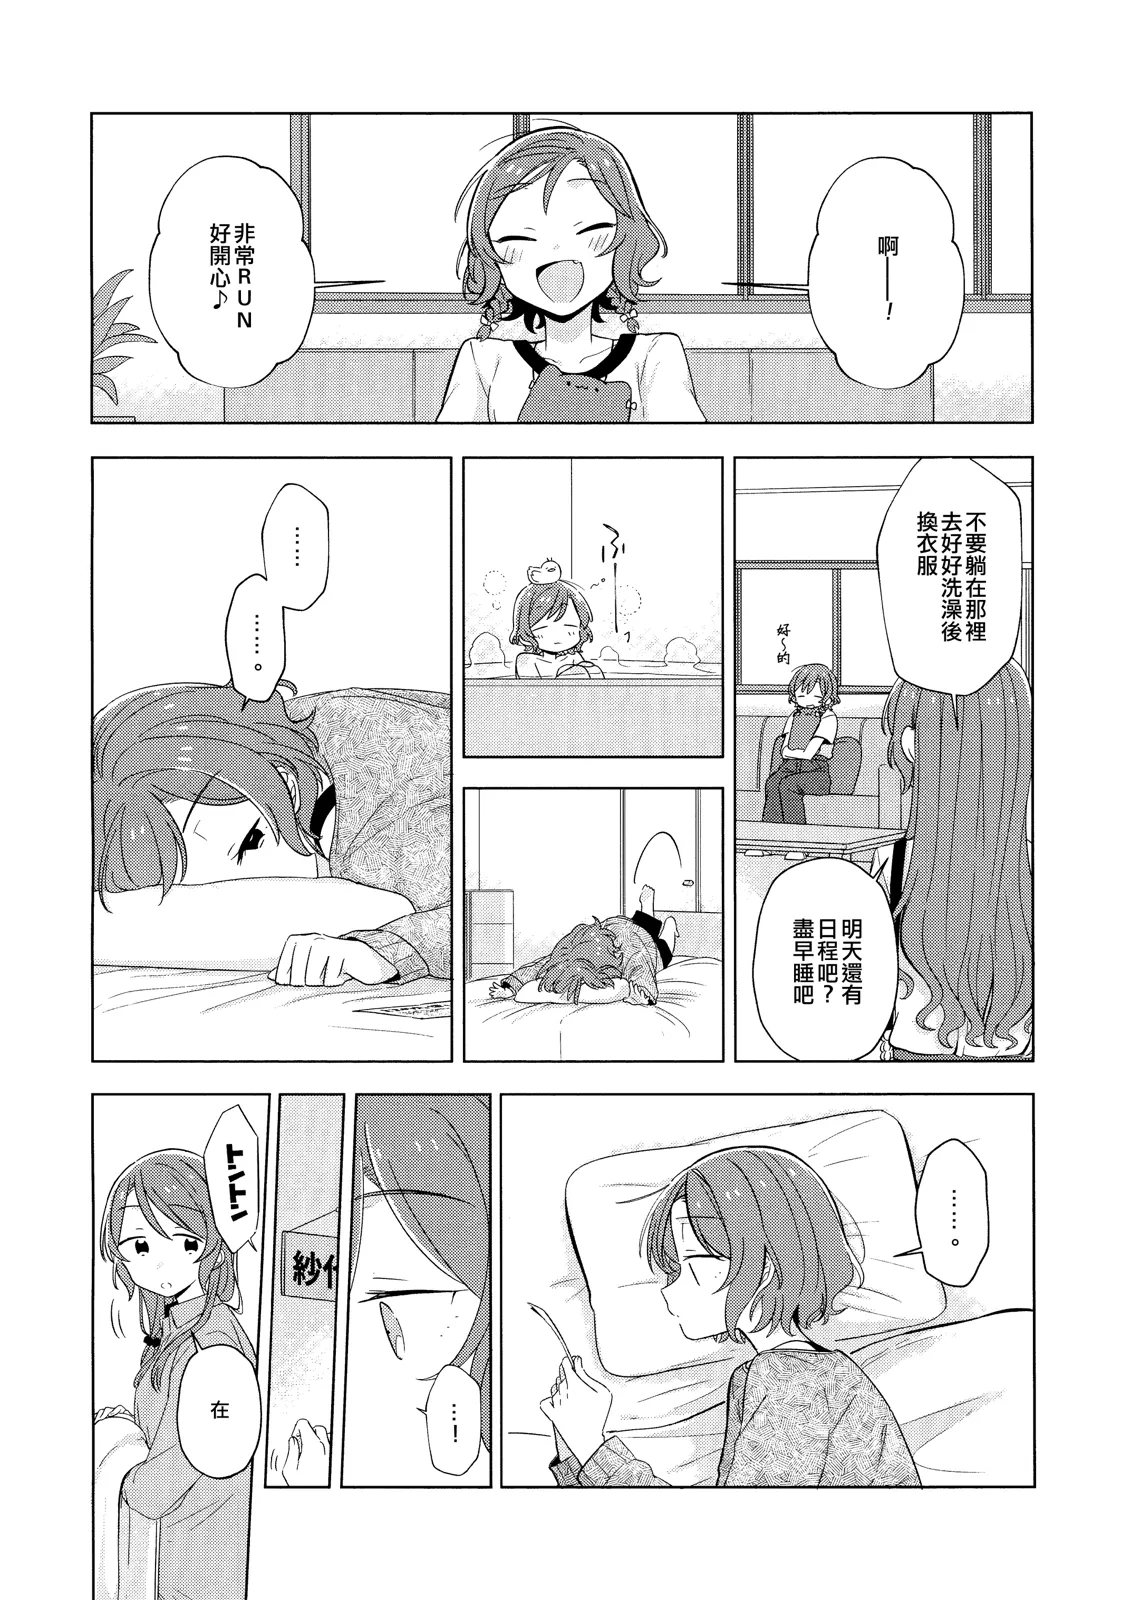 啊——！
非常RUN
好開心♪
不要躺在那裡
去好好洗澡後
換衣服
好～的
明天還有
日程吧？
盡早睡吧
ふーっ
……
……。
……。
…！
紗
トントン
在